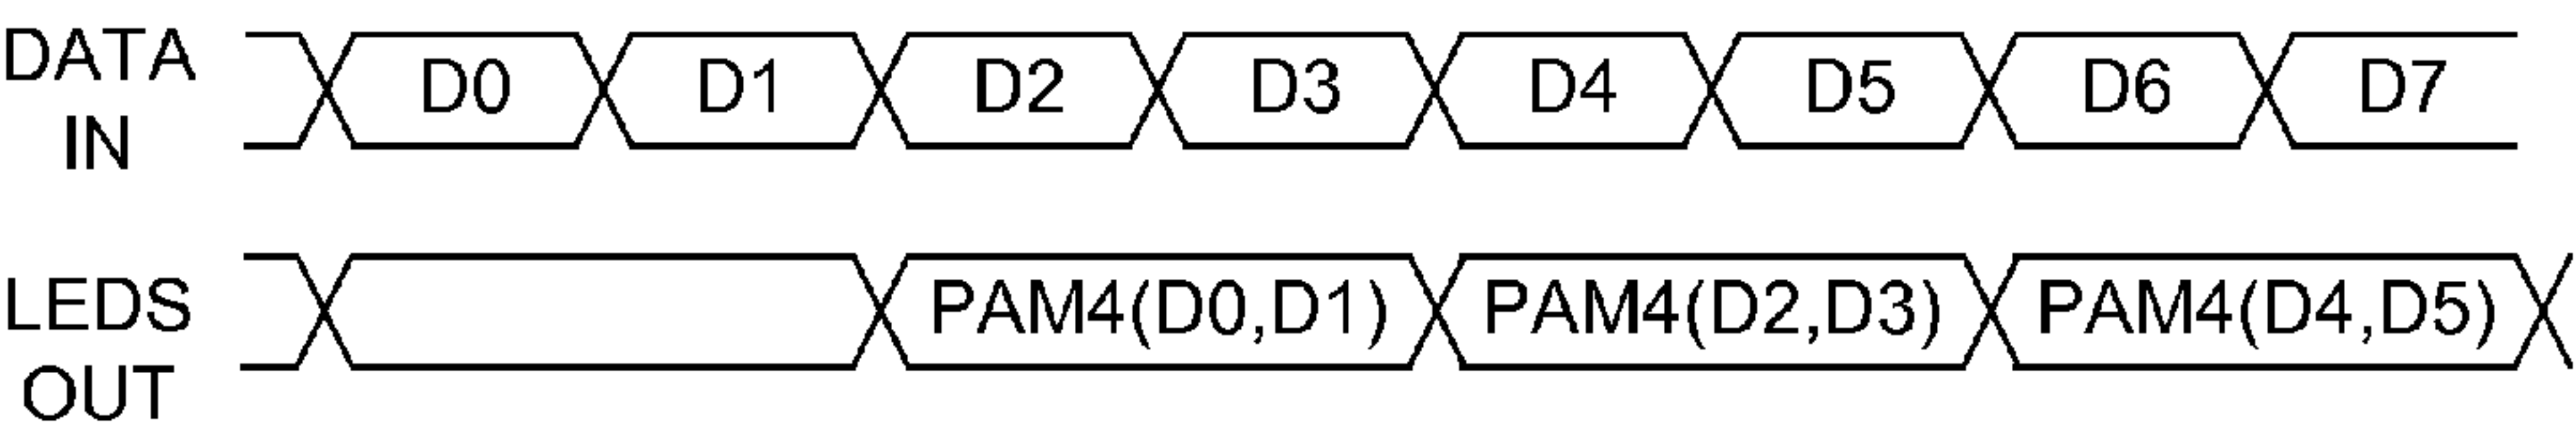 DATA IN D0 D1 D2 D3 D4 D5 D6 D7
LEDS OUT PAM4(D0,D1) PAM4(D2,D3) PAM4(D4,D5)